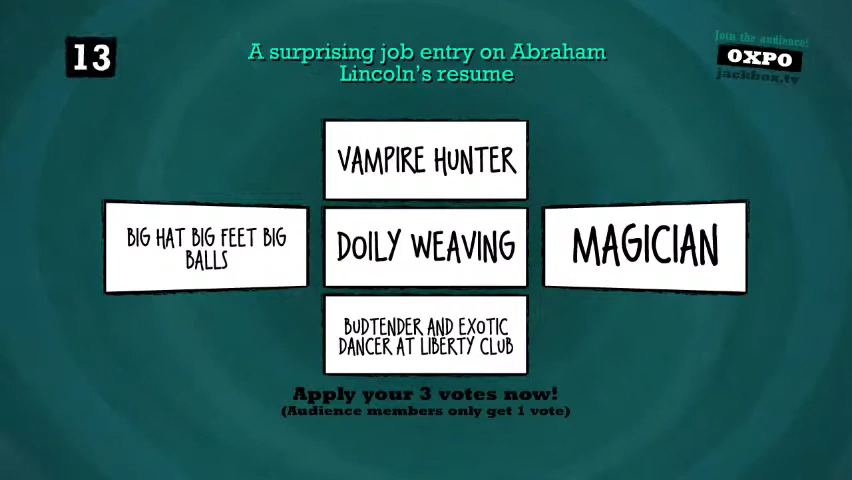 13
A surprising job entry on Abraham
Lincoln's resume
Join the audience!
OXPO
jackbox.tv
VAMPIRE HUNTER
BIG HAT BIG FEET BIG
BALLS
DOILY WEAVING
MAGICIAN
BUDTENDER AND EXOTIC
DANCER AT LIBERTY CLUB
Apply your 3 votes now!
(Audience members only get 1 vote)